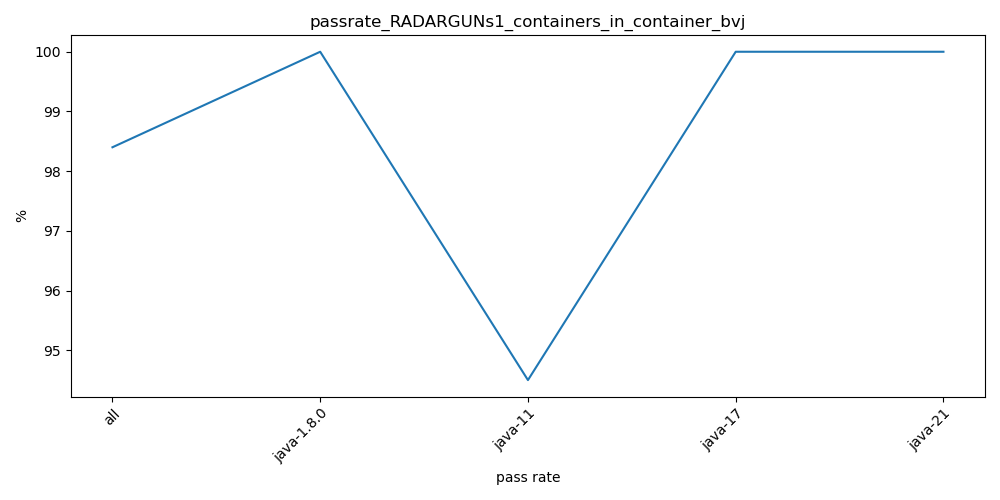 passrate_RADARGUNs1_containers_in_container_bvj
100
99
98
97
96
95
%
all
java-1.8.0
java-11
java-17
java-21
pass rate